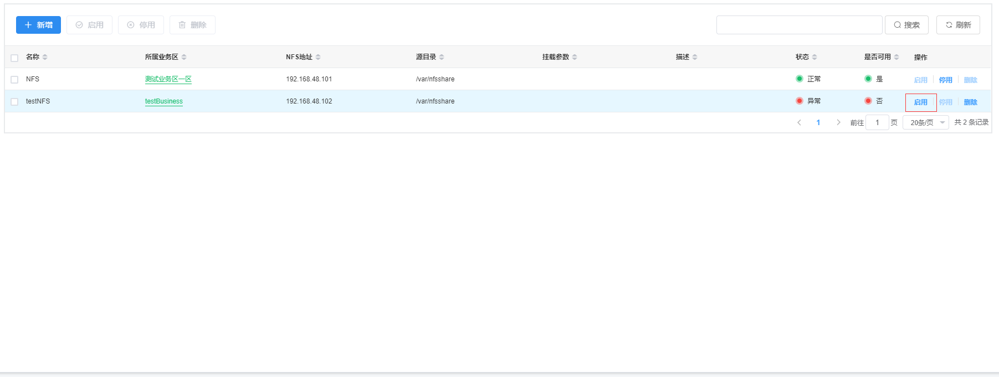 新增 启用 停用 删除 搜索 刷新
名称 所属业务区 NFS地址 源目录 挂载参数 描述 状态 是否可用 操作
NFS 测试业务区一区 192.168.48.101 /var/nfsshare 正常 是 启用 停用 删除
testNFS testBusiness 192.168.48.102 /var/nfsshare 异常 否 启用 停用 删除
1 前往 1 页 20条/页 共 2 条记录